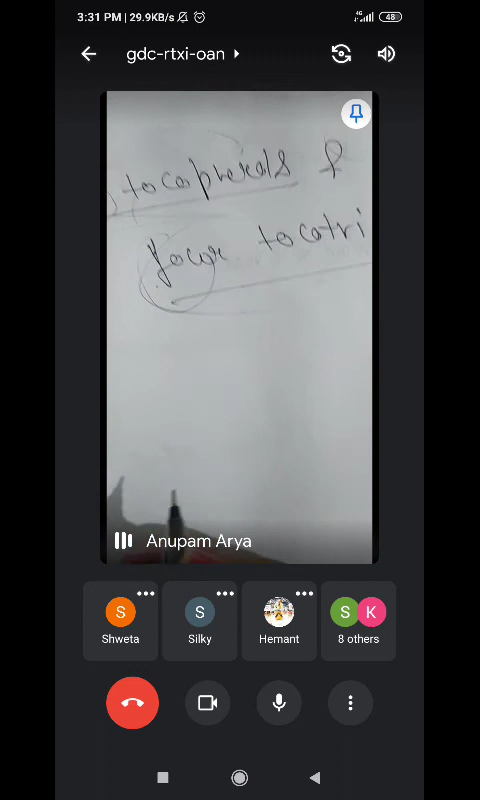 3:31 PM | 29.9KB/s
4G
48
gdc-rtxi-oan
tocopherols &
four tocotri
Anupam Arya
S
S
S
K
Shweta
Silky
Hemant
8 others